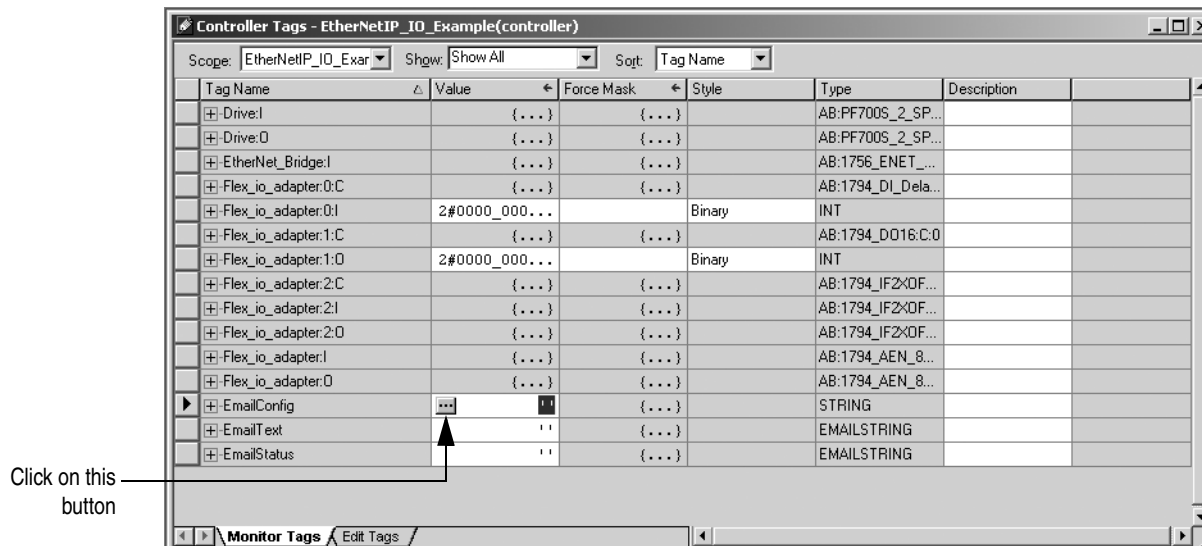 Controller Tags - EtherNetIP_IO_Example(controller)
Scope: EtherNetIP_IO_Exar Show: Show All Sort: Tag Name
Tag Name Value Force Mask Style Type Description
Drive:I {...} {...} AB:PF700S_2_SP...
Drive:O {...} {...} AB:PF700S_2_SP...
EtherNet_Bridge:I {...} {...} AB:1756_ENET_...
Flex_io_adapter:0:C {...} {...} AB:1794_DI_Dela...
Flex_io_adapter:0:I 2#0000_000... Binary INT
Flex_io_adapter:1:C {...} {...} AB:1794_DO16:C:0
Flex_io_adapter:1:O 2#0000_000... Binary INT
Flex_io_adapter:2:C {...} {...} AB:1794_IF2XOF...
Flex_io_adapter:2:I {...} {...} AB:1794_IF2XOF...
Flex_io_adapter:2:O {...} {...} AB:1794_IF2XOF...
Flex_io_adapter:I {...} {...} AB:1794_AEN_8...
Flex_io_adapter:O {...} {...} AB:1794_AEN_8...
EmailConfig ... '' {...} STRING
EmailText '' {...} EMAILSTRING
EmailStatus '' {...} EMAILSTRING
Click on this
button
Monitor Tags Edit Tags